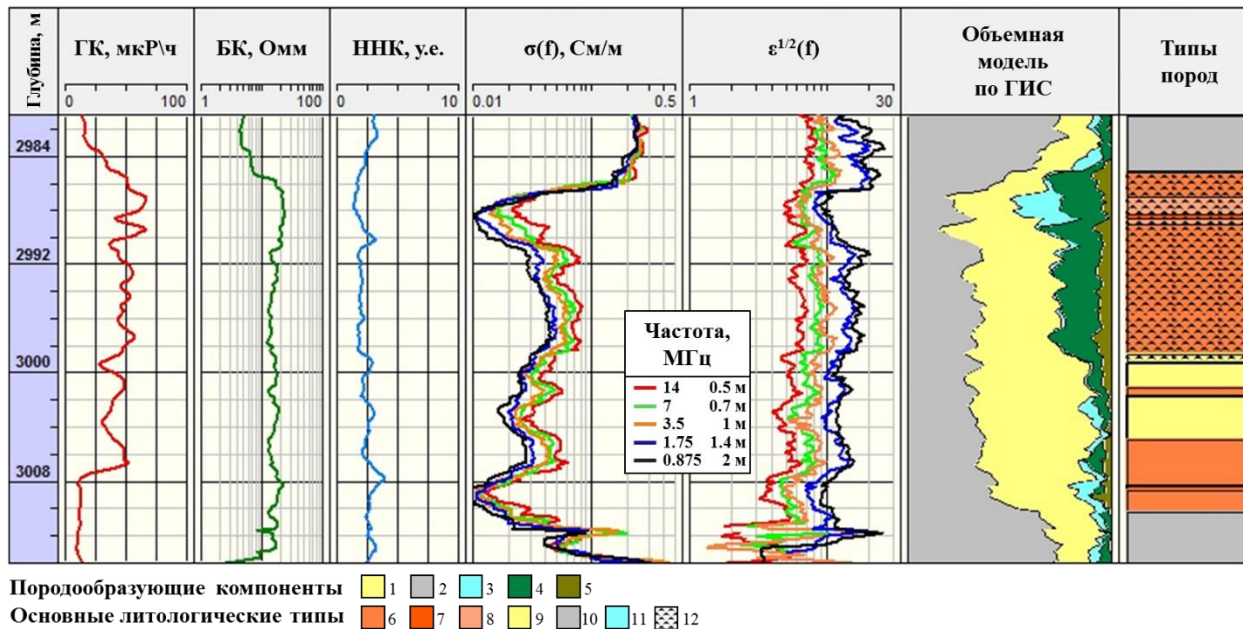 Глубина, м
ГК, мкР\ч
БК, Омм
ННК, у.е.
σ(f), См/м
ε1/2(f)
Объемная
модель
по ГИС
Типы
пород
0 100
1 100
0 10
0.01 0.5
1 30
2984
2992
3000
3008
Частота,
МГц
14 0.5 м
7 0.7 м
3.5 1 м
1.75 1.4 м
0.875 2 м
Породообразующие компоненты 1 2 3 4 5
Основные литологические типы 6 7 8 9 10 11 12